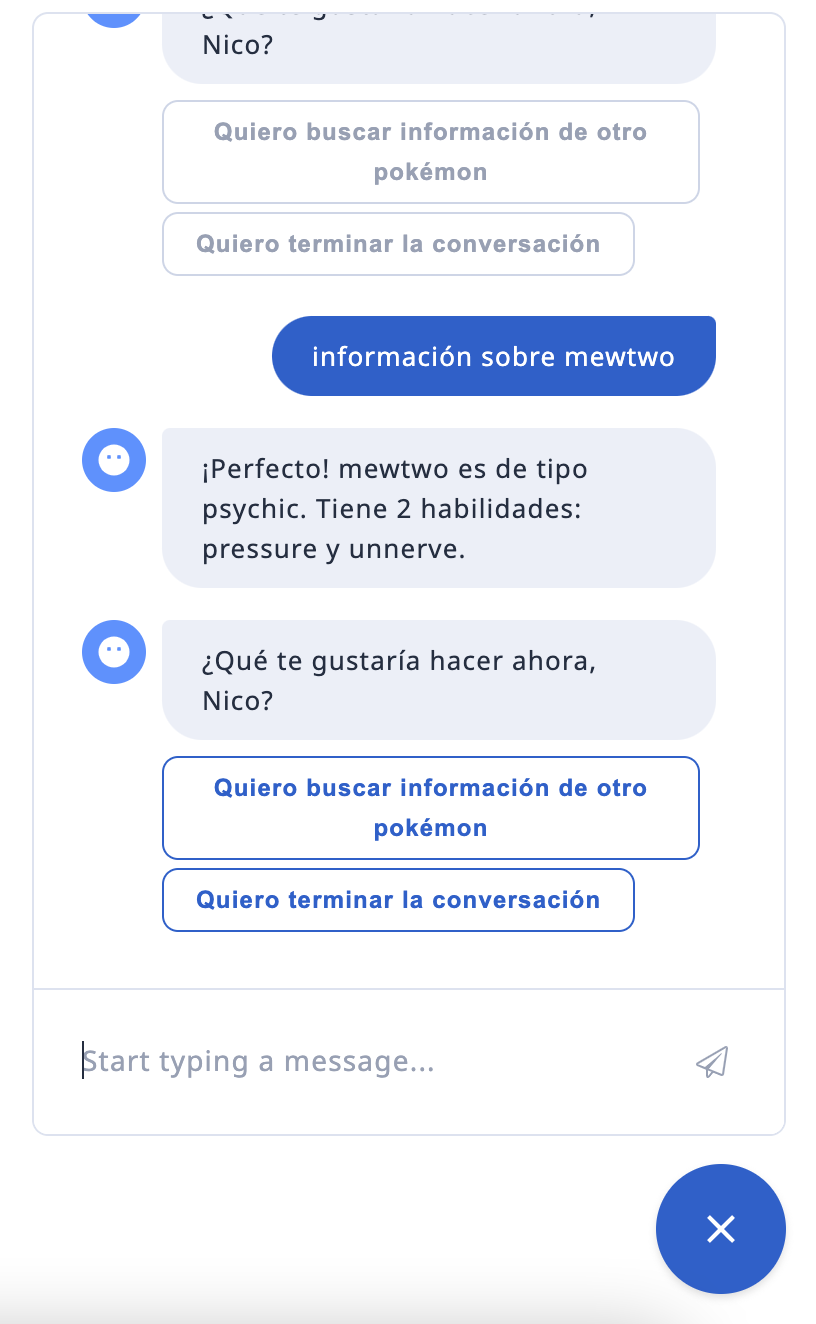 Nico?
Quiero buscar información de otro
pokémon
Quiero terminar la conversación
información sobre mewtwo
¡Perfecto! mewtwo es de tipo
psychic. Tiene 2 habilidades:
pressure y unnerve.
¿Qué te gustaría hacer ahora,
Nico?
Quiero buscar información de otro
pokémon
Quiero terminar la conversación
Start typing a message...